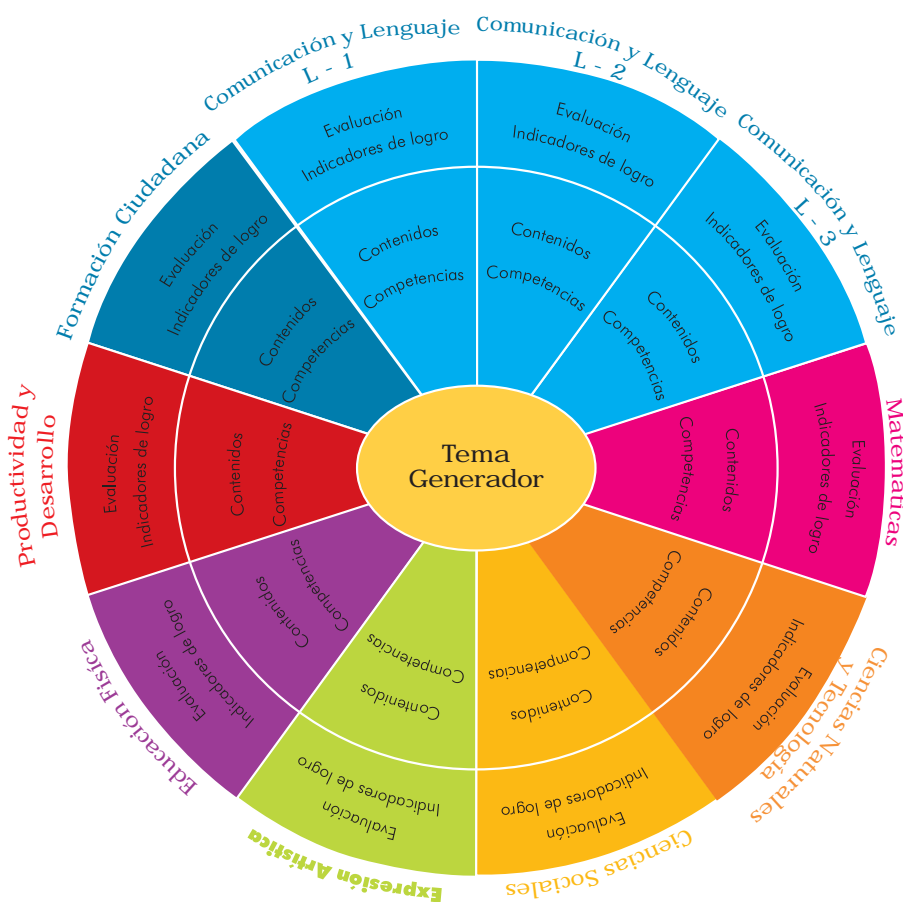 Comunicación y Lenguaje
L - 1
Evaluación
Indicadores de logro
Contenidos
Competencias
Comunicación y Lenguaje
L - 2
Evaluación
Indicadores de logro
Contenidos
Competencias
Comunicación y Lenguaje
L - 3
Evaluación
Indicadores de logro
Contenidos
Competencias
Matematicas
Evaluación
Indicadores de logro
Contenidos
Competencias
Ciencias Naturales
y Tecnología
Evaluación
Indicadores de logro
Contenidos
Competencias
Ciencias Sociales
Evaluación
Indicadores de logro
Contenidos
Competencias
Expresión Artística
Evaluación
Indicadores de logro
Contenidos
Competencias
Educación Fisica
Evaluación
Indicadores de logro
Contenidos
Competencias
Productividad y
Desarrollo
Evaluación
Indicadores de logro
Contenidos
Competencias
Formación Ciudadana
Evaluación
Indicadores de logro
Contenidos
Competencias
Tema
Generador